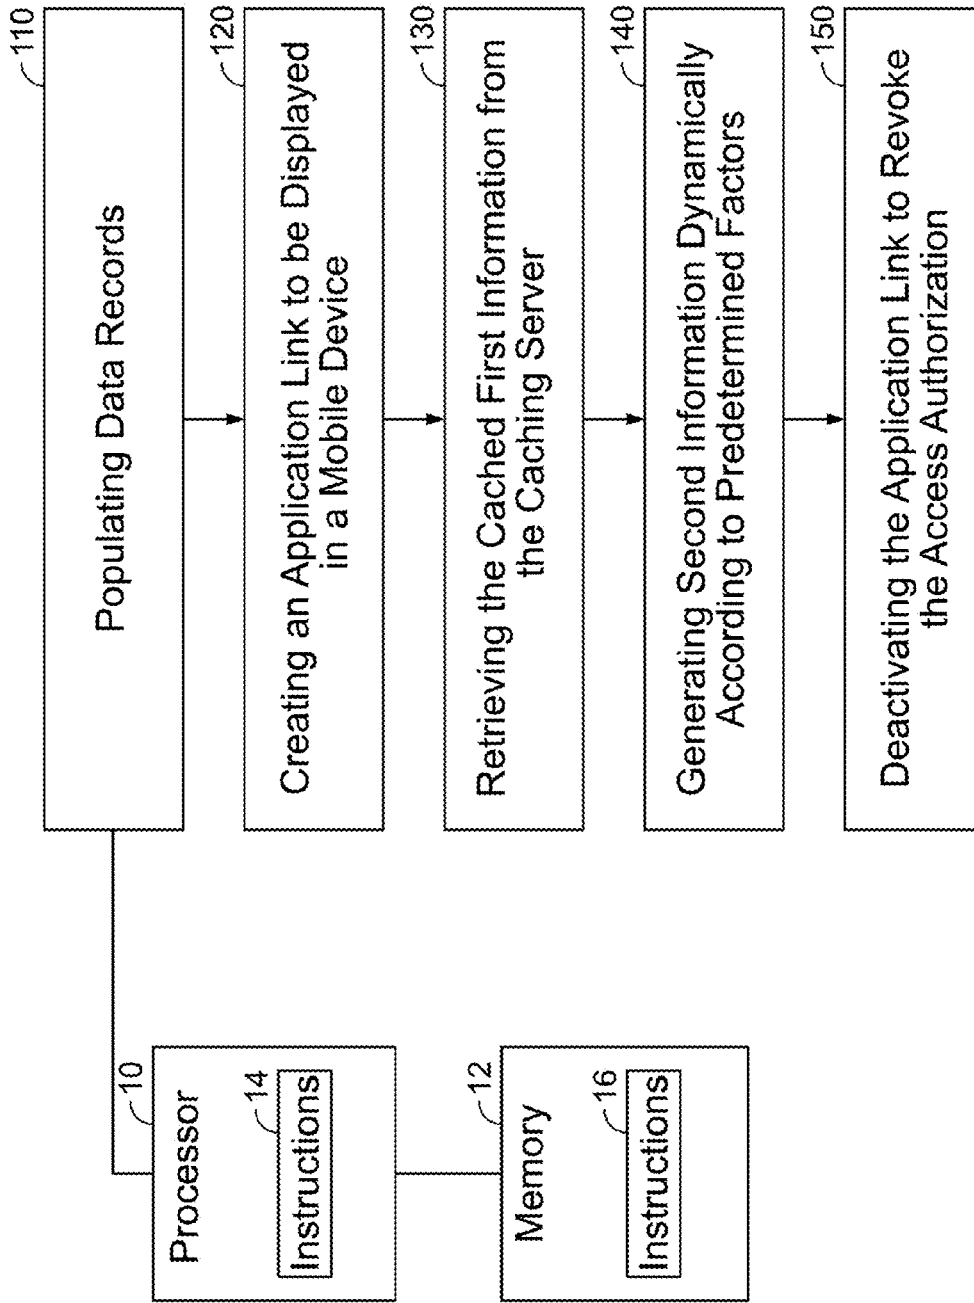 10
Processor
14
Instructions
12
Memory
16
Instructions
110
Populating Data Records
120
Creating an Application Link to be Displayed
in a Mobile Device
130
Retrieving the Cached First Information from
the Caching Server
140
Generating Second Information Dynamically
According to Predetermined Factors
150
Deactivating the Application Link to Revoke
the Access Authorization